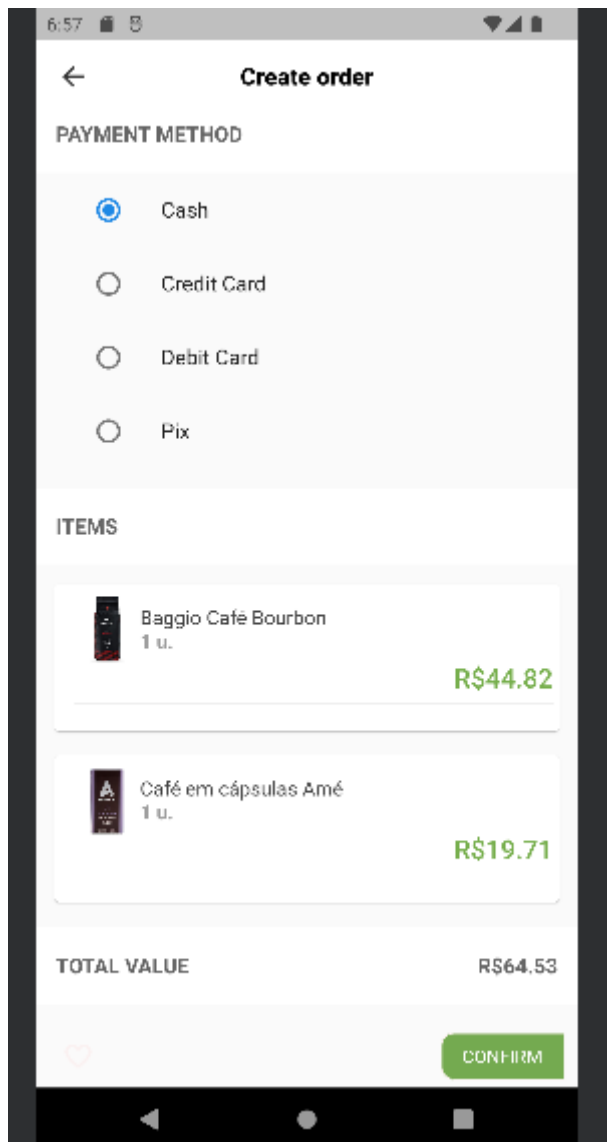 6:57
Create order
PAYMENT METHOD
Cash
Credit Card
Debit Card
Pix
ITEMS
Baggio Café Bourbon
1 u.
R$44.82
A
Café em cápsulas Amé
1 u.
R$19.71
TOTAL VALUE R$64.53
CONFIRM